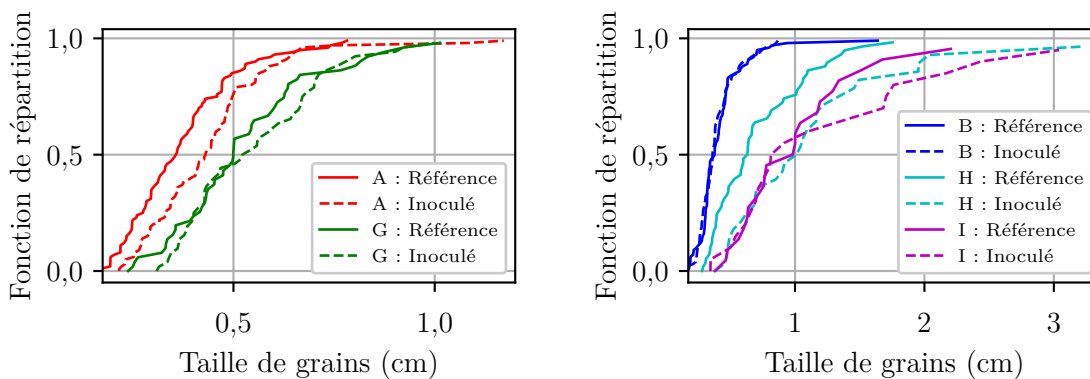 Fonction de répartition
1,0
0,5
0,0
A : Référence
A : Inoculé
G : Référence
G : Inoculé
0,5
1,0
Taille de grains (cm)
Fonction de répartition
1,0
0,5
0,0
B : Référence
B : Inoculé
H : Référence
H : Inoculé
I : Référence
I : Inoculé
1
2
3
Taille de grains (cm)